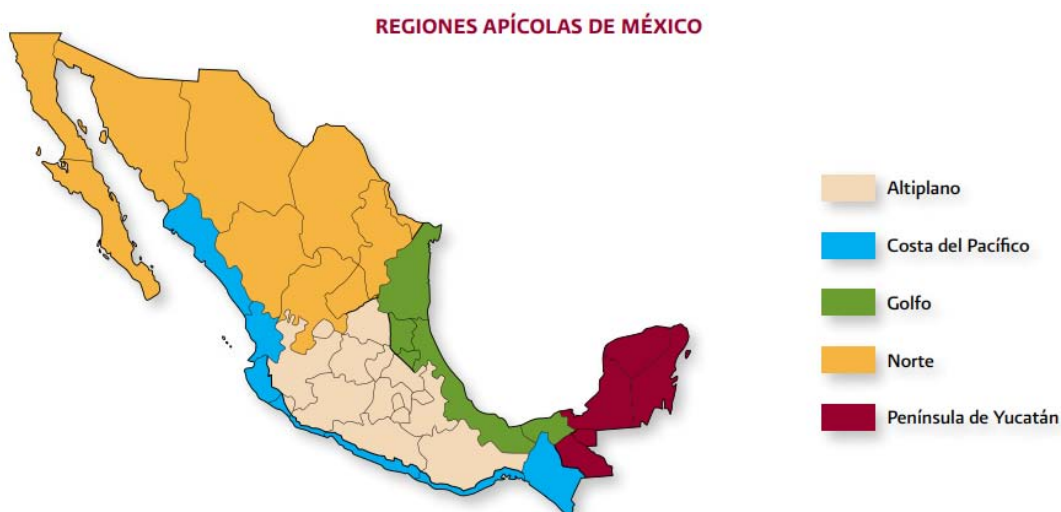 REGIONES APÍCOLAS DE MÉXICO
Altiplano
Costa del Pacífico
Golfo
Norte
Península de Yucatán